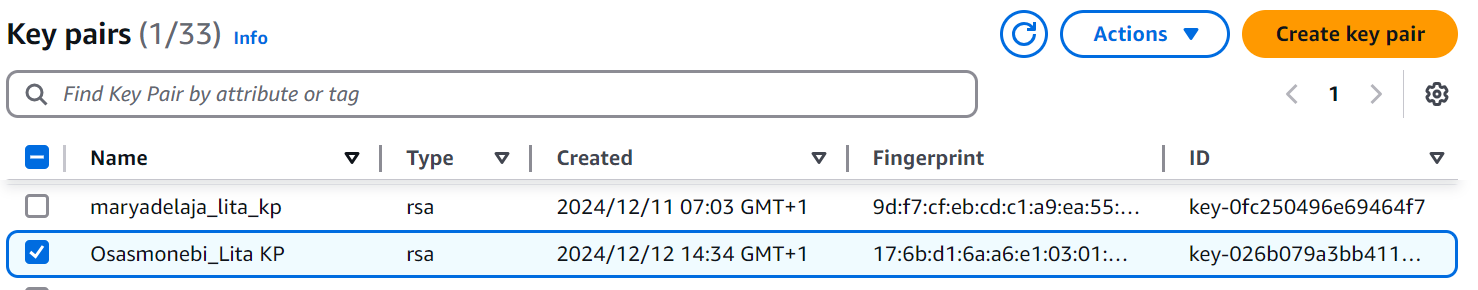 Key pairs (1/33) Info Actions Create key pair
Find Key Pair by attribute or tag 1
Name Type Created Fingerprint ID
maryadelaja_lita_kp rsa 2024/12/11 07:03 GMT+1 9d:f7:cf:eb:cd:c1:a9:ea:55:... key-0fc250496e69464f7
Osasmonebi_Lita KP rsa 2024/12/12 14:34 GMT+1 17:6b:d1:6a:a6:e1:03:01:... key-026b079a3bb411...